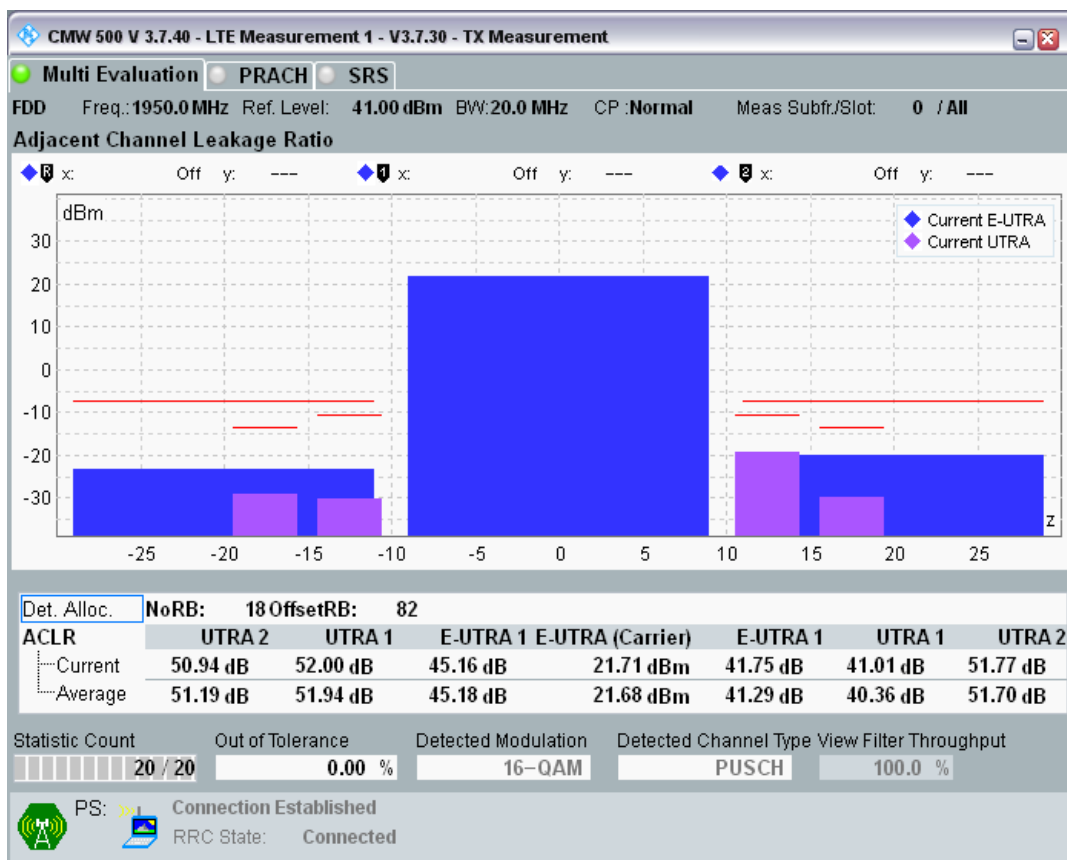 CMW 500 V 3.7.40 - LTE Measurement 1 - V3.7.30 - TX Measurement
Multi Evaluation PRACH SRS
FDD Freq.: 1950.0 MHz Ref. Level: 41.00 dBm BW: 20.0 MHz CP : Normal Meas Subfr./Slot: 0 / All
Adjacent Channel Leakage Ratio
R x: Off y: --- 1 x: Off y: --- 2 x: Off y: ---
dBm
Current E-UTRA
Current UTRA
30
20
10
0
-10
-20
-30
z
-25 -20 -15 -10 -5 0 5 10 15 20 25
Det. Alloc. NoRB: 18 OffsetRB: 82
ACLR UTRA 2 UTRA 1 E-UTRA 1 E-UTRA (Carrier) E-UTRA 1 UTRA 1 UTRA 2
Current 50.94 dB 52.00 dB 45.16 dB 21.71 dBm 41.75 dB 41.01 dB 51.77 dB
Average 51.19 dB 51.94 dB 45.18 dB 21.68 dBm 41.29 dB 40.36 dB 51.70 dB
Statistic Count Out of Tolerance Detected Modulation Detected Channel Type View Filter Throughput
20 / 20 0.00 % 16-QAM PUSCH 100.0 %
PS: Connection Established
RRC State: Connected